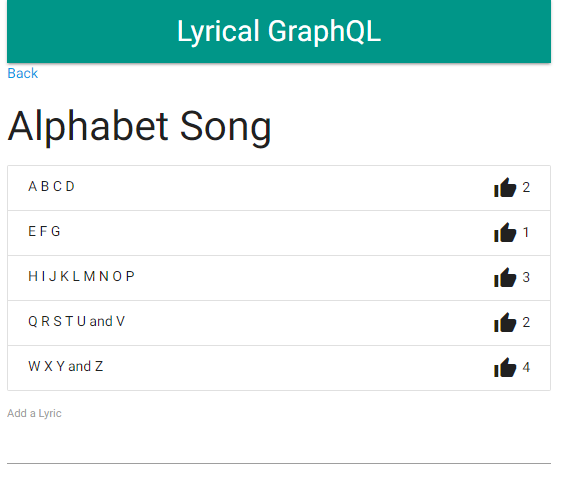 Lyrical GraphQL
Back
Alphabet Song
A B C D 2
E F G 1
H I J K L M N O P 3
Q R S T U and V 2
W X Y and Z 4
Add a Lyric